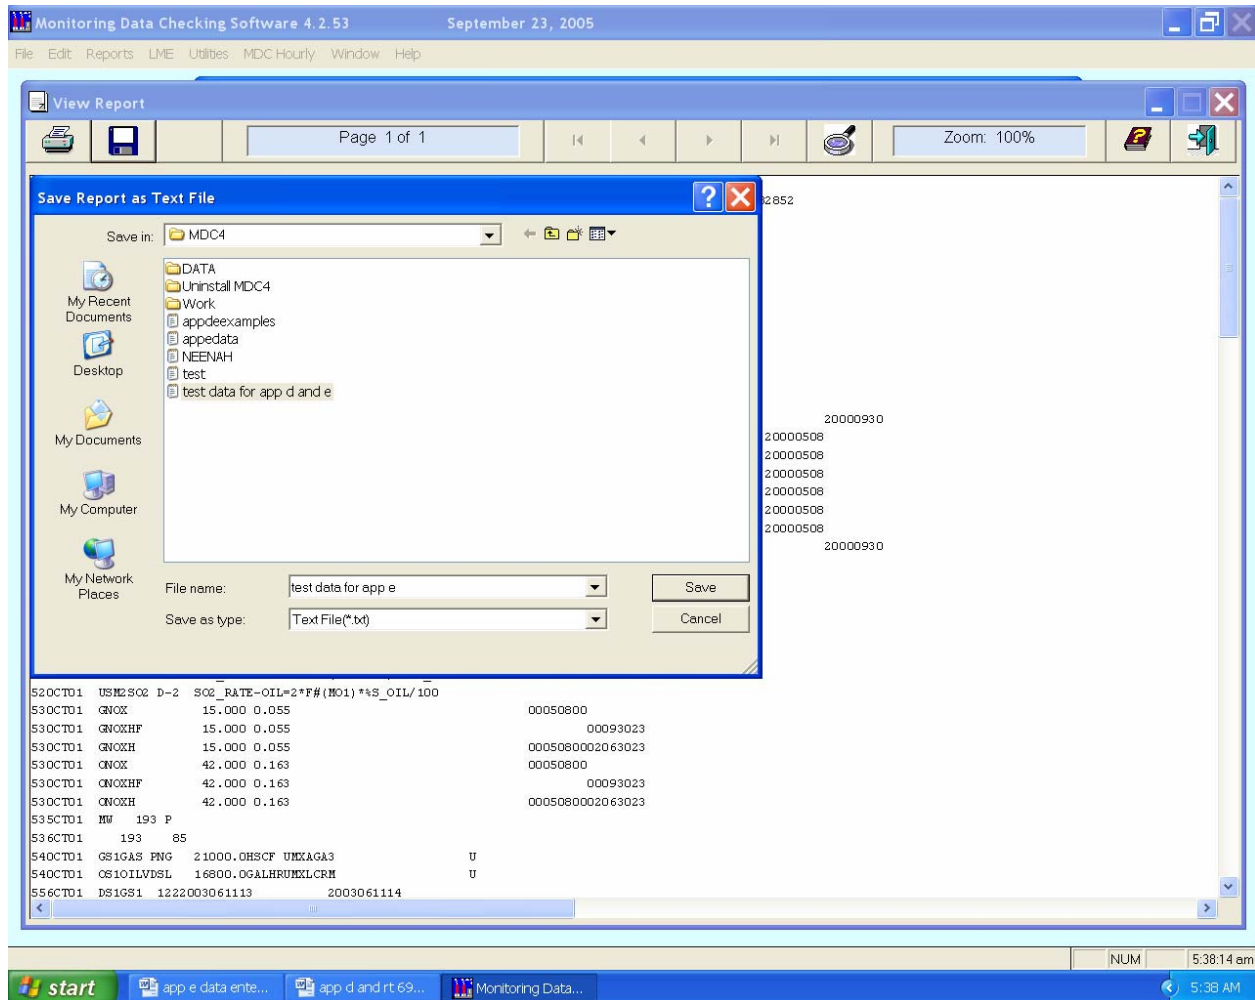 Monitoring Data Checking Software 4.2.53 September 23, 2005
File Edit Reports LME Utilities MDC Hourly Window Help
View Report
Page 1 of 1 Zoom: 100%
Save Report as Text File
Save in: MDC4
My Recent Documents
Desktop
My Documents
My Computer
My Network Places
DATA
Uninstall MDC4
Work
appdeexamples
appedata
NEENAH
test
test data for app d and e
File name: test data for app e Save
Save as type: Text File(*.txt) Cancel
2852
20000930
20000508
20000508
20000508
20000508
20000508
20000508
20000930
520CT01 USM2SO2 D-2 SO2_RATE-OIL=2*F#(MO1)*%S_OIL/100
530CT01 GNOX 15.000 0.055 00050800
530CT01 GNOXHF 15.000 0.055 00093023
530CT01 GNOXH 15.000 0.055 0005080002063023
530CT01 ONOX 42.000 0.163 00050800
530CT01 ONOXHF 42.000 0.163 00093023
530CT01 ONOXH 42.000 0.163 0005080002063023
535CT01 MW 193 P
536CT01 193 85
540CT01 GS1GAS PNG 21000.0HSCF UMXAGA3 U
540CT01 OS1OILVDSL 16800.0GALHRUMXLCRM U
556CT01 DS1GS1 1222003061113 2003061114
NUM 5:38:14 am
start app e data ente... app d and rt 69... Monitoring Data... 5:38 AM